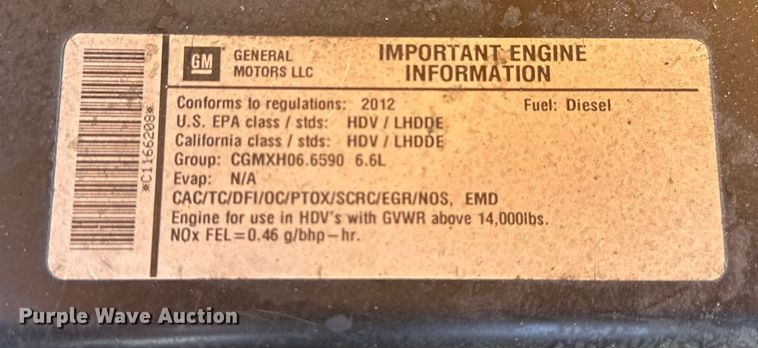 GM GENERAL MOTORS LLC
IMPORTANT ENGINE INFORMATION
Conforms to regulations: 2012 Fuel: Diesel
U.S. EPA class / stds: HDV / LHDDE
California class / stds: HDV / LHDDE
Group: CGMXH06.6590 6.6L
Evap: N/A
CAC/TC/DFI/OC/PTOX/SCRC/EGR/NOS, EMD
Engine for use in HDV's with GVWR above 14,000lbs.
NOx FEL=0.46 g/bhp-hr.
*C1166208*
Purple Wave Auction